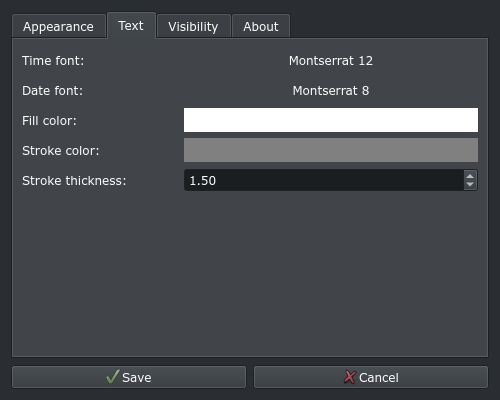 Appearance Text Visibility About
Time font: Montserrat 12
Date font: Montserrat 8
Fill color:
Stroke color:
Stroke thickness: 1.50
Save Cancel